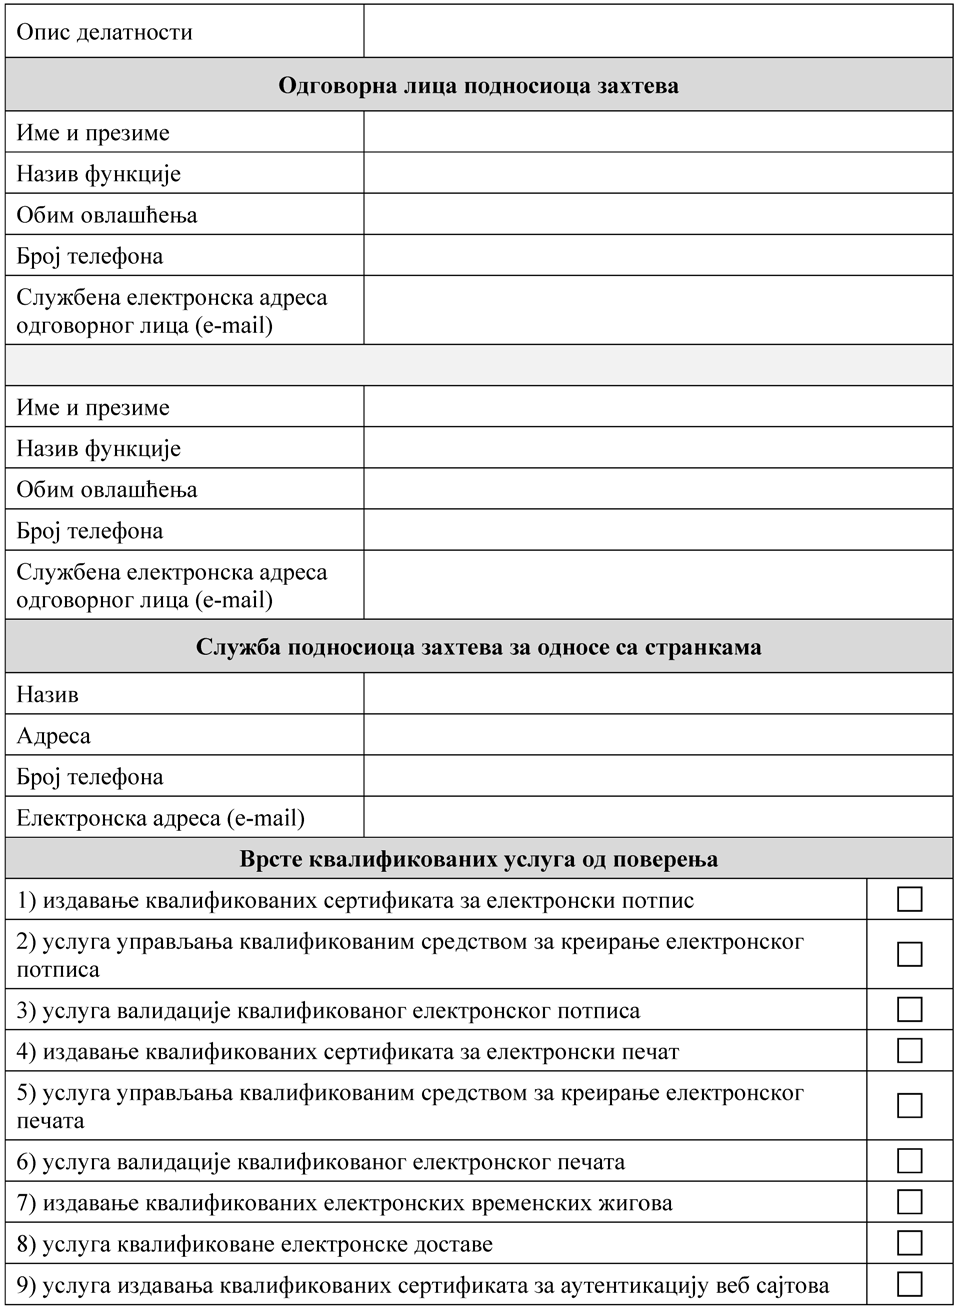 Опис делатности
Одговорна лица подносиоца захтева
Име и презиме
Назив функције
Обим овлашћења
Број телефона
Службена електронска адреса
одговорног лица (e-mail)
Име и презиме
Назив функције
Обим овлашћења
Број телефона
Службена електронска адреса
одговорног лица (e-mail)
Служба подносиоца захтева за односе са странкама
Назив
Адреса
Број телефона
Електронска адреса (e-mail)
Врсте квалификованих услуга од поверења
1) издавање квалификованих сертификата за електронски потпис
2) услуга управљања квалификованим средством за креирање електронског
потписа
3) услуга валидације квалификованог електронског потписа
4) издавање квалификованих сертификата за електронски печат
5) услуга управљања квалификованим средством за креирање електронског
печата
6) услуга валидације квалификованог електронског печата
7) издавање квалификованих електронских временских жигова
8) услуга квалификоване електронске доставе
9) услуга издавања квалификованих сертификата за аутентикацију веб сајтова